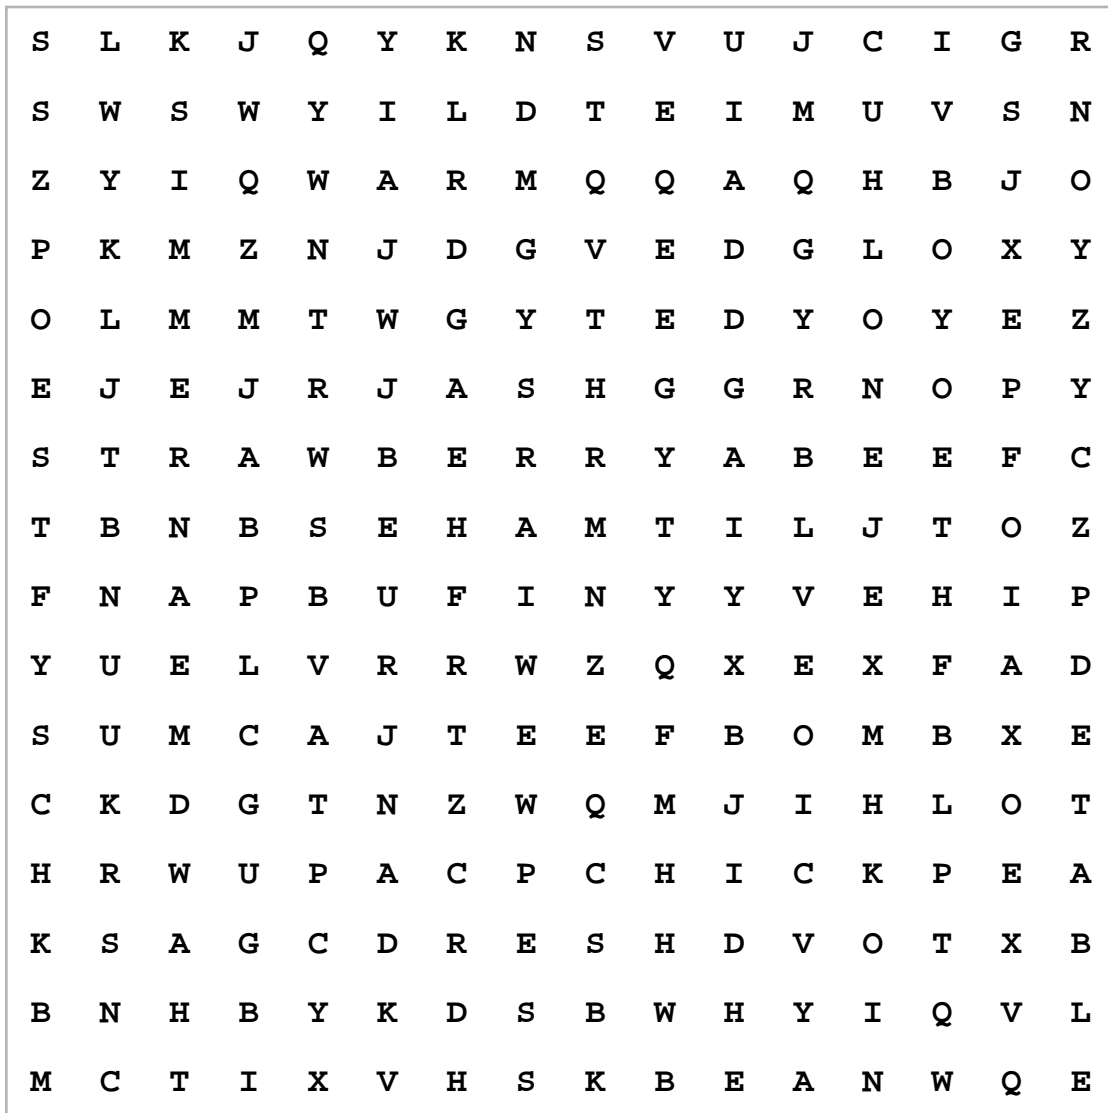 S L K J Q Y K N S V U J C I G R
S W S W Y I L D T E I M U V S N
Z Y I Q W A R M Q Q A Q H B J O
P K M Z N J D G V E D G L O X Y
O L M M T W G Y T E D Y O Y E Z
E J E J R J A S H G G R N O P Y
S T R A W B E R R Y A B E E F C
T B N B S E H A M T I L J T O Z
F N A P B U F I N Y Y V E H I P
Y U E L V R R W Z Q X E X F A D
S U M C A J T E E F B O M B X E
C K D G T N Z W Q M J I H L O T
H R W U P A C P C H I C K P E A
K S A G C D R E S H D V O T X B
B N H B Y K D S B W H Y I Q V L
M C T I X V H S K B E A N W Q E